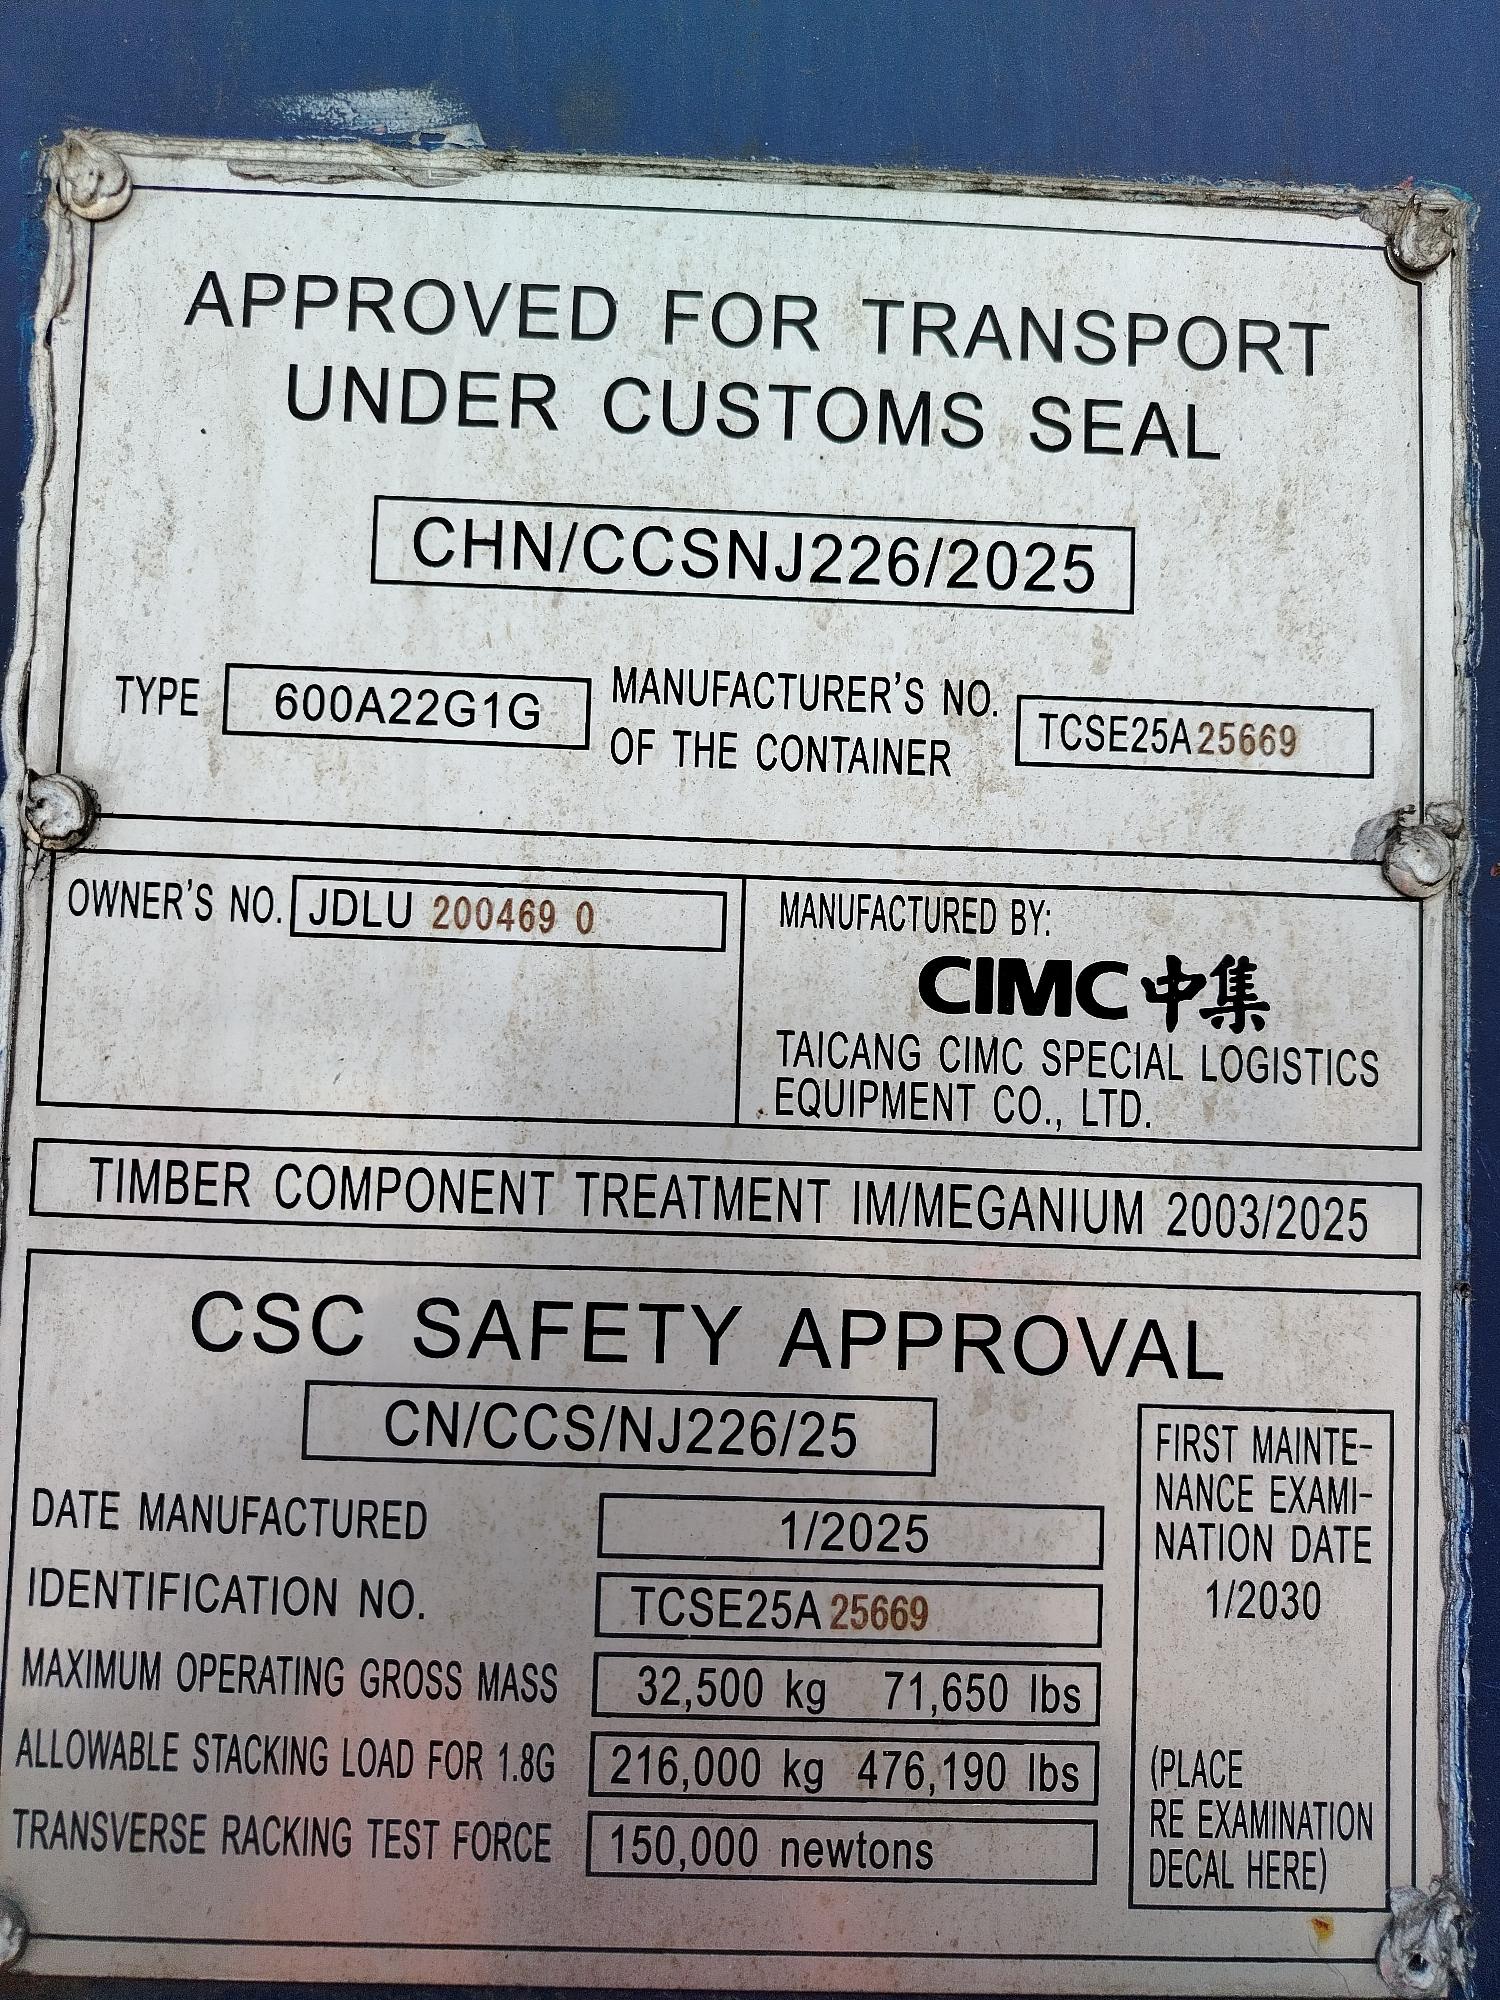 APPROVED FOR TRANSPORT
UNDER CUSTOMS SEAL
CHN/CCSNJ226/2025
TYPE 600A22G1G MANUFACTURER'S NO.
OF THE CONTAINER TCSE25A25669
OWNER'S NO. JDLU 200469 0
MANUFACTURED BY:
CIMC 中集
TAICANG CIMC SPECIAL LOGISTICS
EQUIPMENT CO., LTD.
TIMBER COMPONENT TREATMENT IM/MEGANIUM 2003/2025
CSC SAFETY APPROVAL
CN/CCS/NJ226/25
DATE MANUFACTURED 1/2025
IDENTIFICATION NO. TCSE25A 25669
MAXIMUM OPERATING GROSS MASS 32,500 kg 71,650 lbs
ALLOWABLE STACKING LOAD FOR 1.8G 216,000 kg 476,190 lbs
TRANSVERSE RACKING TEST FORCE 150,000 newtons
FIRST MAINTE-
NANCE EXAMI-
NATION DATE
1/2030
(PLACE
RE EXAMINATION
DECAL HERE)